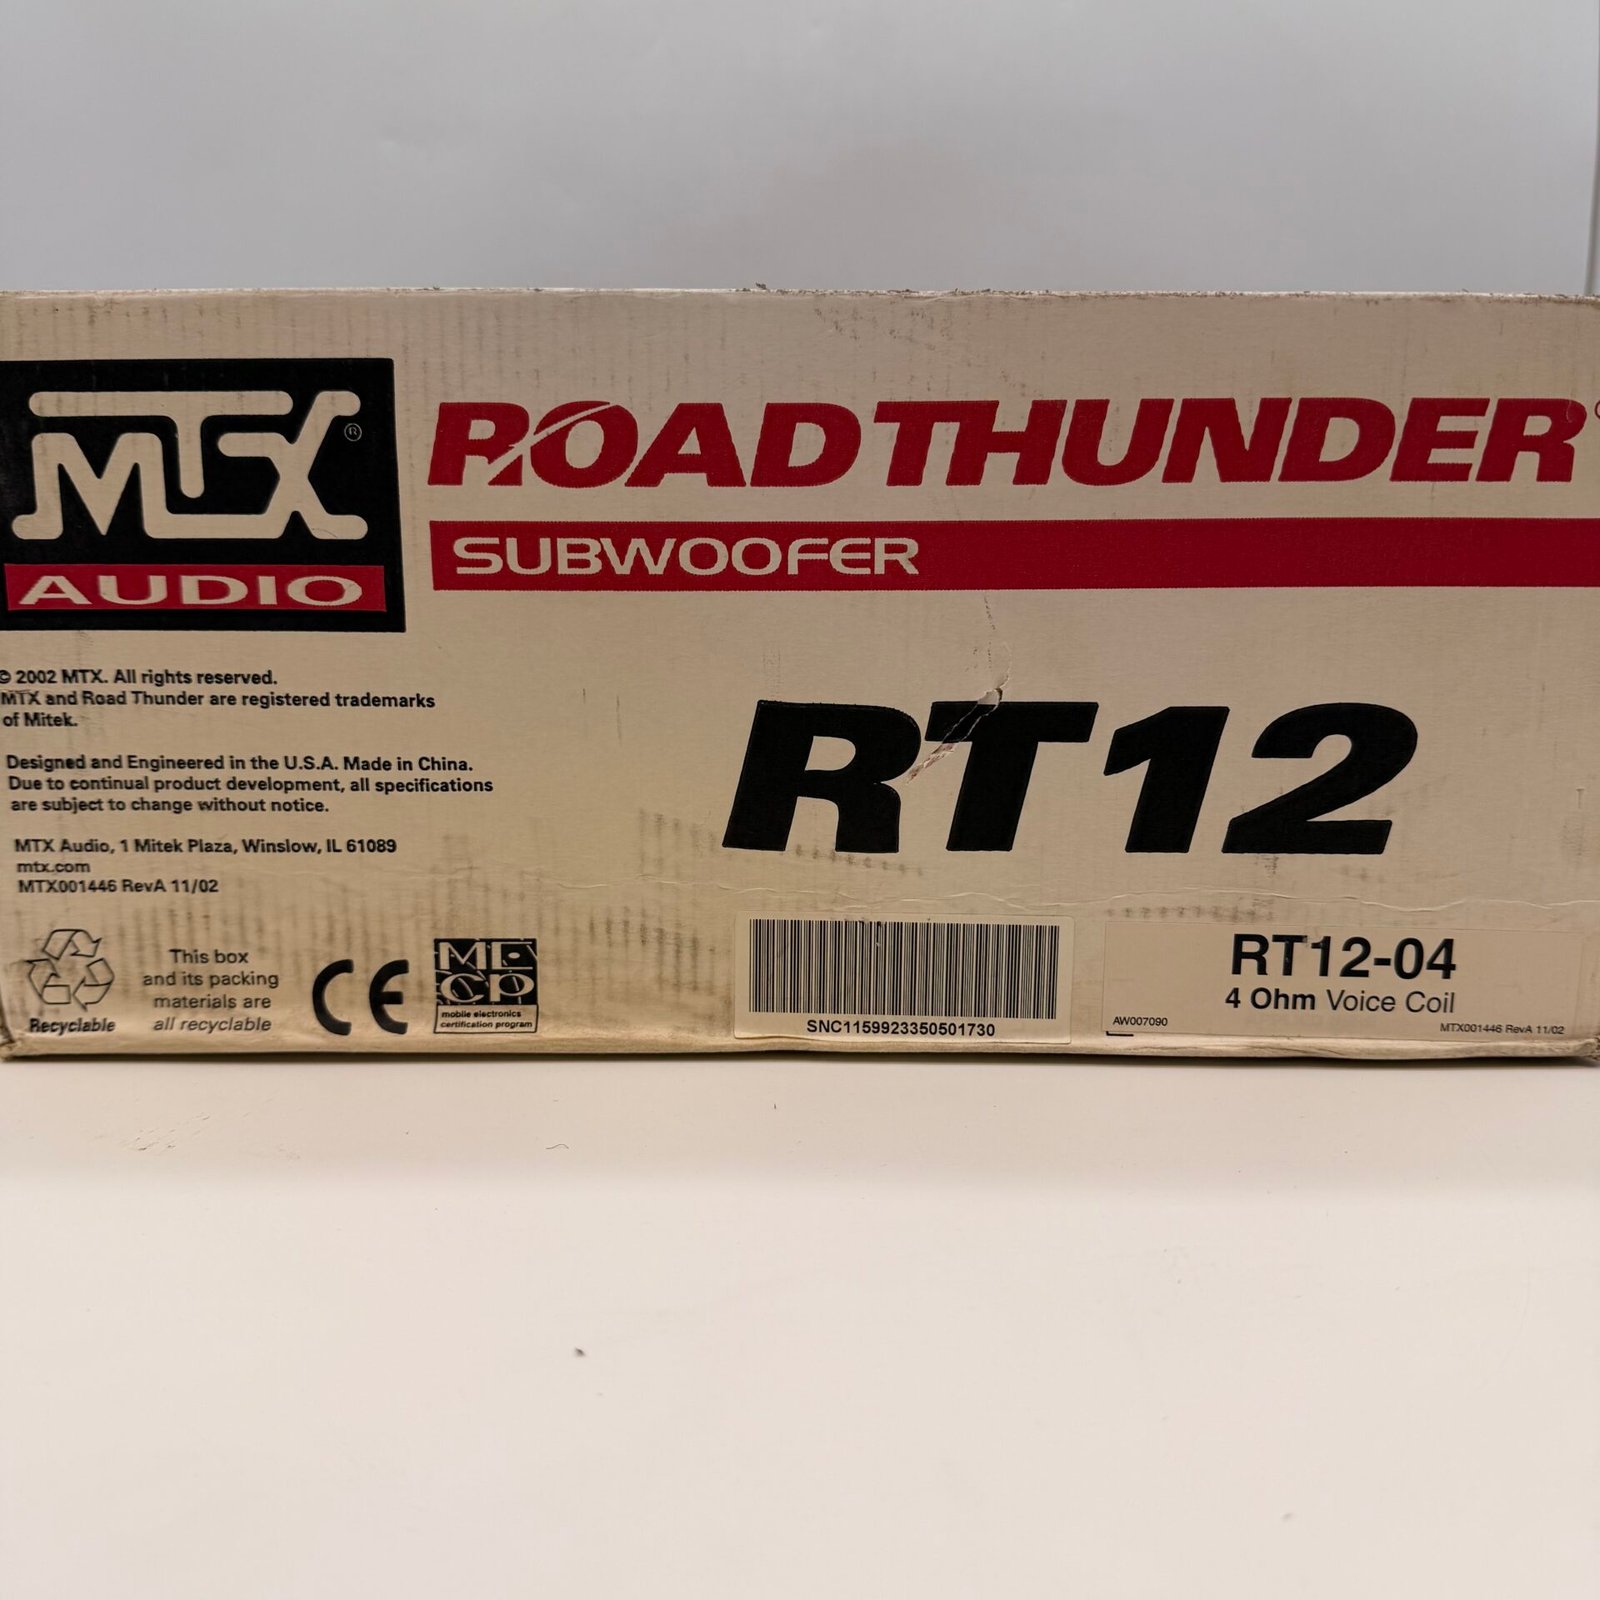 MTX®
AUDIO
ROAD THUNDER
SUBWOOFER
© 2002 MTX. All rights reserved.
MTX and Road Thunder are registered trademarks
of Mitek.
Designed and Engineered in the U.S.A. Made in China.
Due to continual product development, all specifications
are subject to change without notice.
MTX Audio, 1 Mitek Plaza, Winslow, IL 61089
mtx.com
MTX001446 RevA 11/02
RT12
Recyclable
This box
and its packing
materials are
all recyclable
CE
ME
CP
mobile electronics
certification program
SNC1159923350501730
RT12-04
4 Ohm Voice Coil
AW007090
MTX001446 RevA 11/02